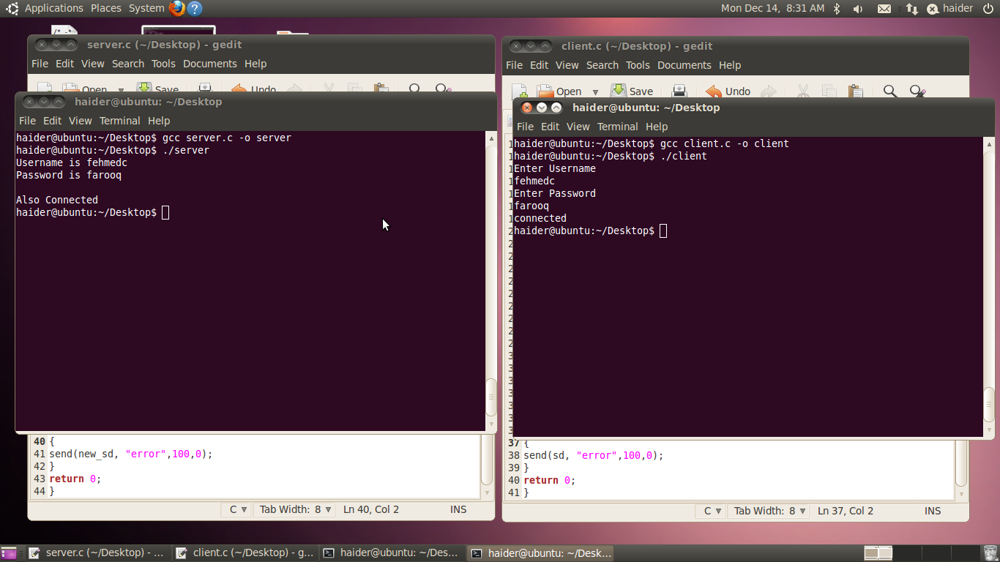 Applications Places System
Mon Dec 14, 8:31 AM haider
server.c (~/Desktop) - gedit
File Edit View Search Tools Documents Help
Open Save Undo
haider@ubuntu: ~/Desktop
File Edit View Terminal Help
haider@ubuntu:~/Desktop$ gcc server.c -o server
haider@ubuntu:~/Desktop$ ./server
Username is fehmedc
Password is farooq
Also Connected
haider@ubuntu:~/Desktop$
40 {
41 send(new_sd, "error",100,0);
42 }
43 return 0;
44 }
C Tab Width: 8 Ln 40, Col 2 INS
client.c (~/Desktop) - gedit
File Edit View Search Tools Documents Help
Open Save Undo
haider@ubuntu: ~/Desktop
File Edit View Terminal Help
haider@ubuntu:~/Desktop$ gcc client.c -o client
haider@ubuntu:~/Desktop$ ./client
Enter Username
fehmedc
Enter Password
farooq
connected
haider@ubuntu:~/Desktop$
37 {
38 send(sd, "error",100,0);
39 }
40 return 0;
41 }
C Tab Width: 8 Ln 37, Col 2 INS
server.c (~/Desktop) - ...
client.c (~/Desktop) - g...
haider@ubuntu: ~/Des...
haider@ubuntu: ~/Desk...